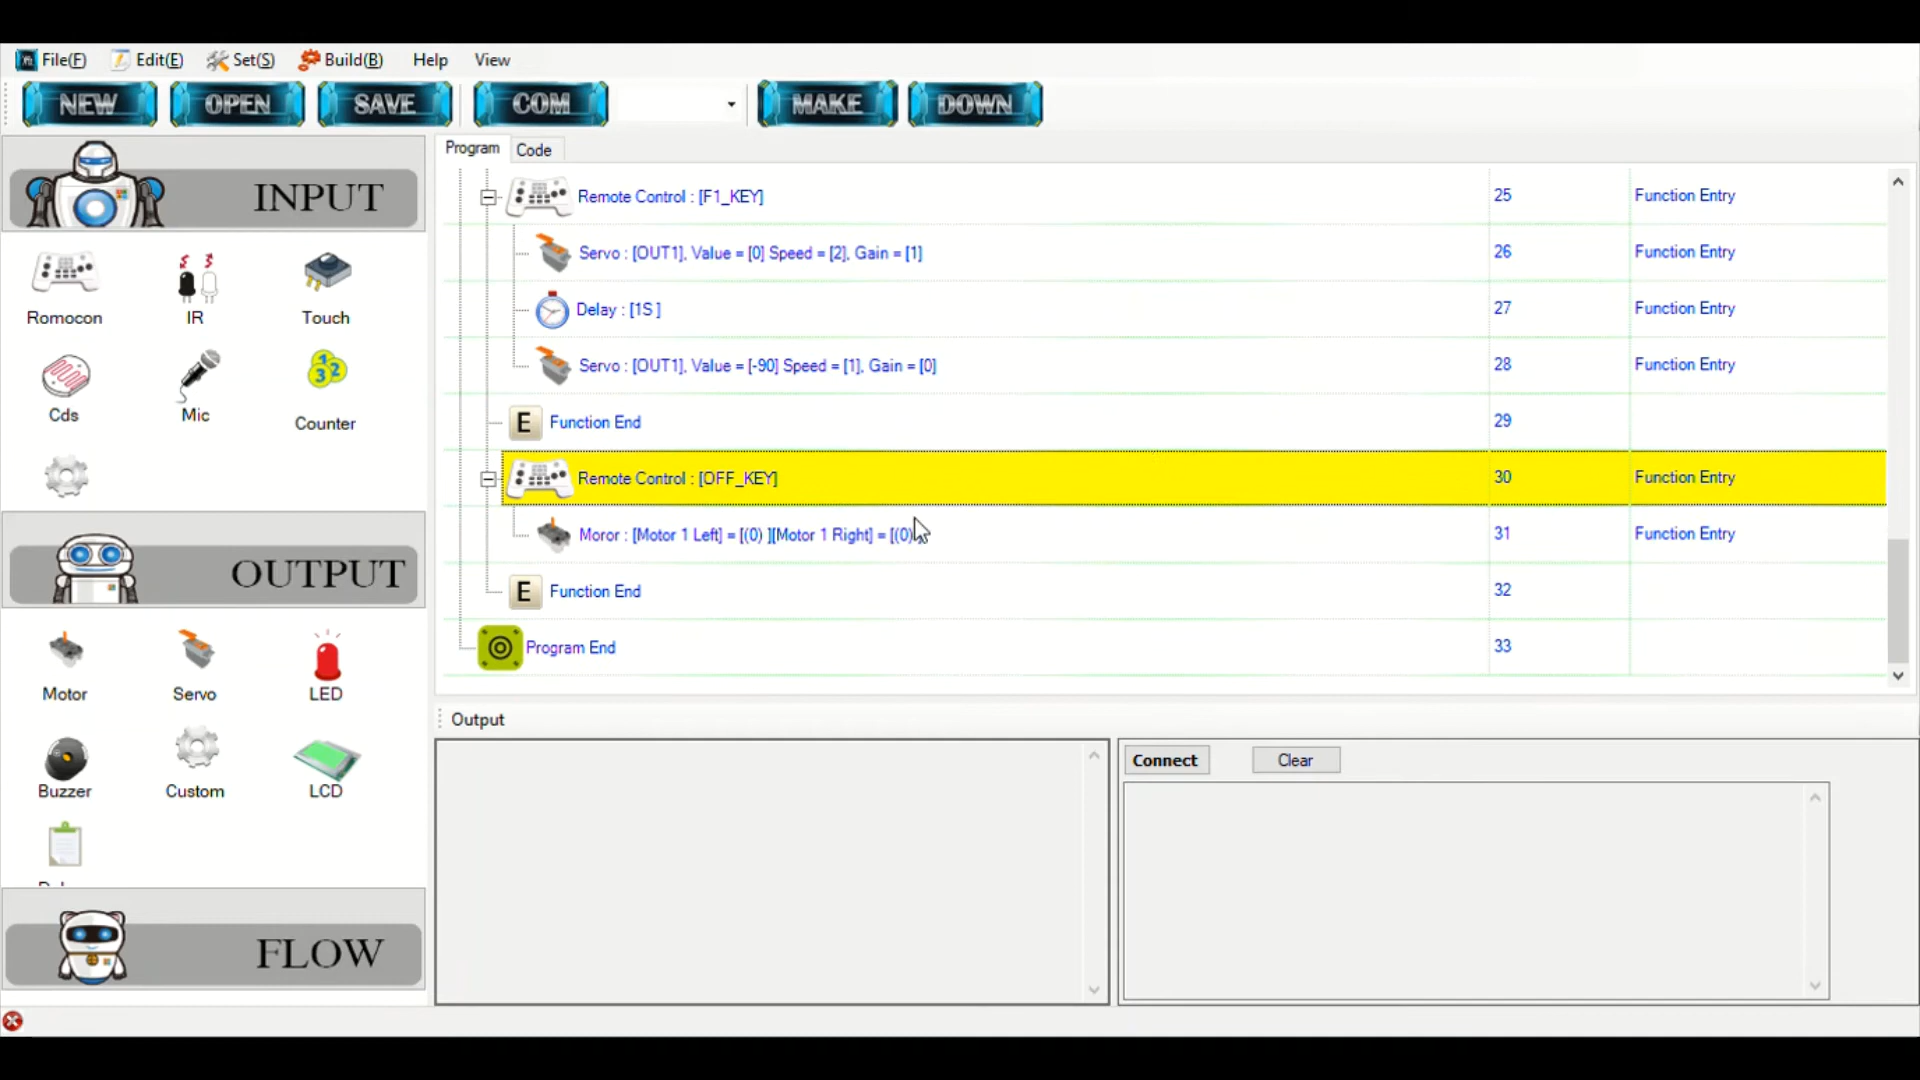 File(F) Edit(E) Set(S) Build(B) Help View
NEW OPEN SAVE COM MAKE DOWN
INPUT
Romocon IR Touch
Cds Mic Counter
OUTPUT
Motor Servo LED
Buzzer Custom LCD
FLOW
Program Code
Remote Control : [F1_KEY] 25 Function Entry
Servo : [OUT1], Value = [0] Speed = [2], Gain = [1] 26 Function Entry
Delay : [1S ] 27 Function Entry
Servo : [OUT1], Value = [-90] Speed = [1], Gain = [0] 28 Function Entry
E Function End 29
Remote Control : [OFF_KEY] 30 Function Entry
Moror : [Motor 1 Left] = [(0) ][Motor 1 Right] = [(0) 31 Function Entry
E Function End 32
Program End 33
Output
Connect Clear